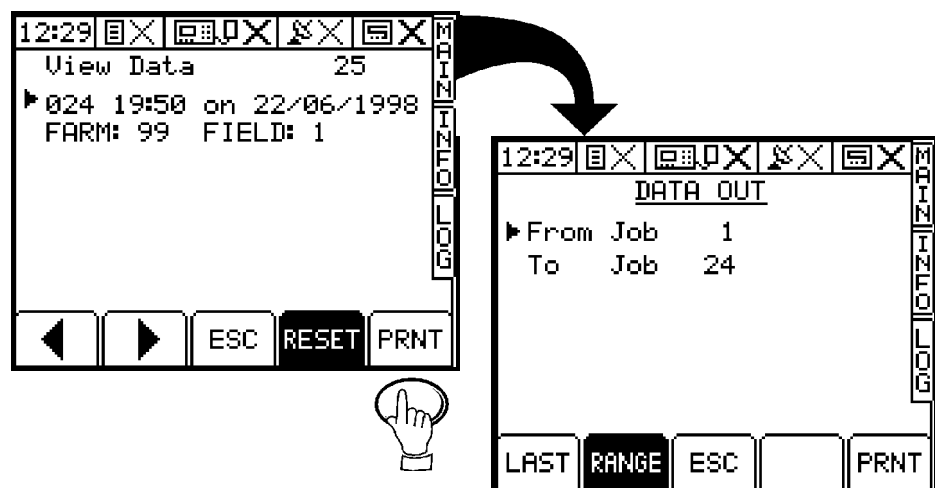 12:29
View Data 25
024 19:50 on 22/06/1998
FARM: 99 FIELD: 1
MAIN
INFO
LOG
ESC RESET PRNT
12:29
DATA OUT
From Job 1
To Job 24
MAIN
INFO
LOG
LAST RANGE ESC PRNT